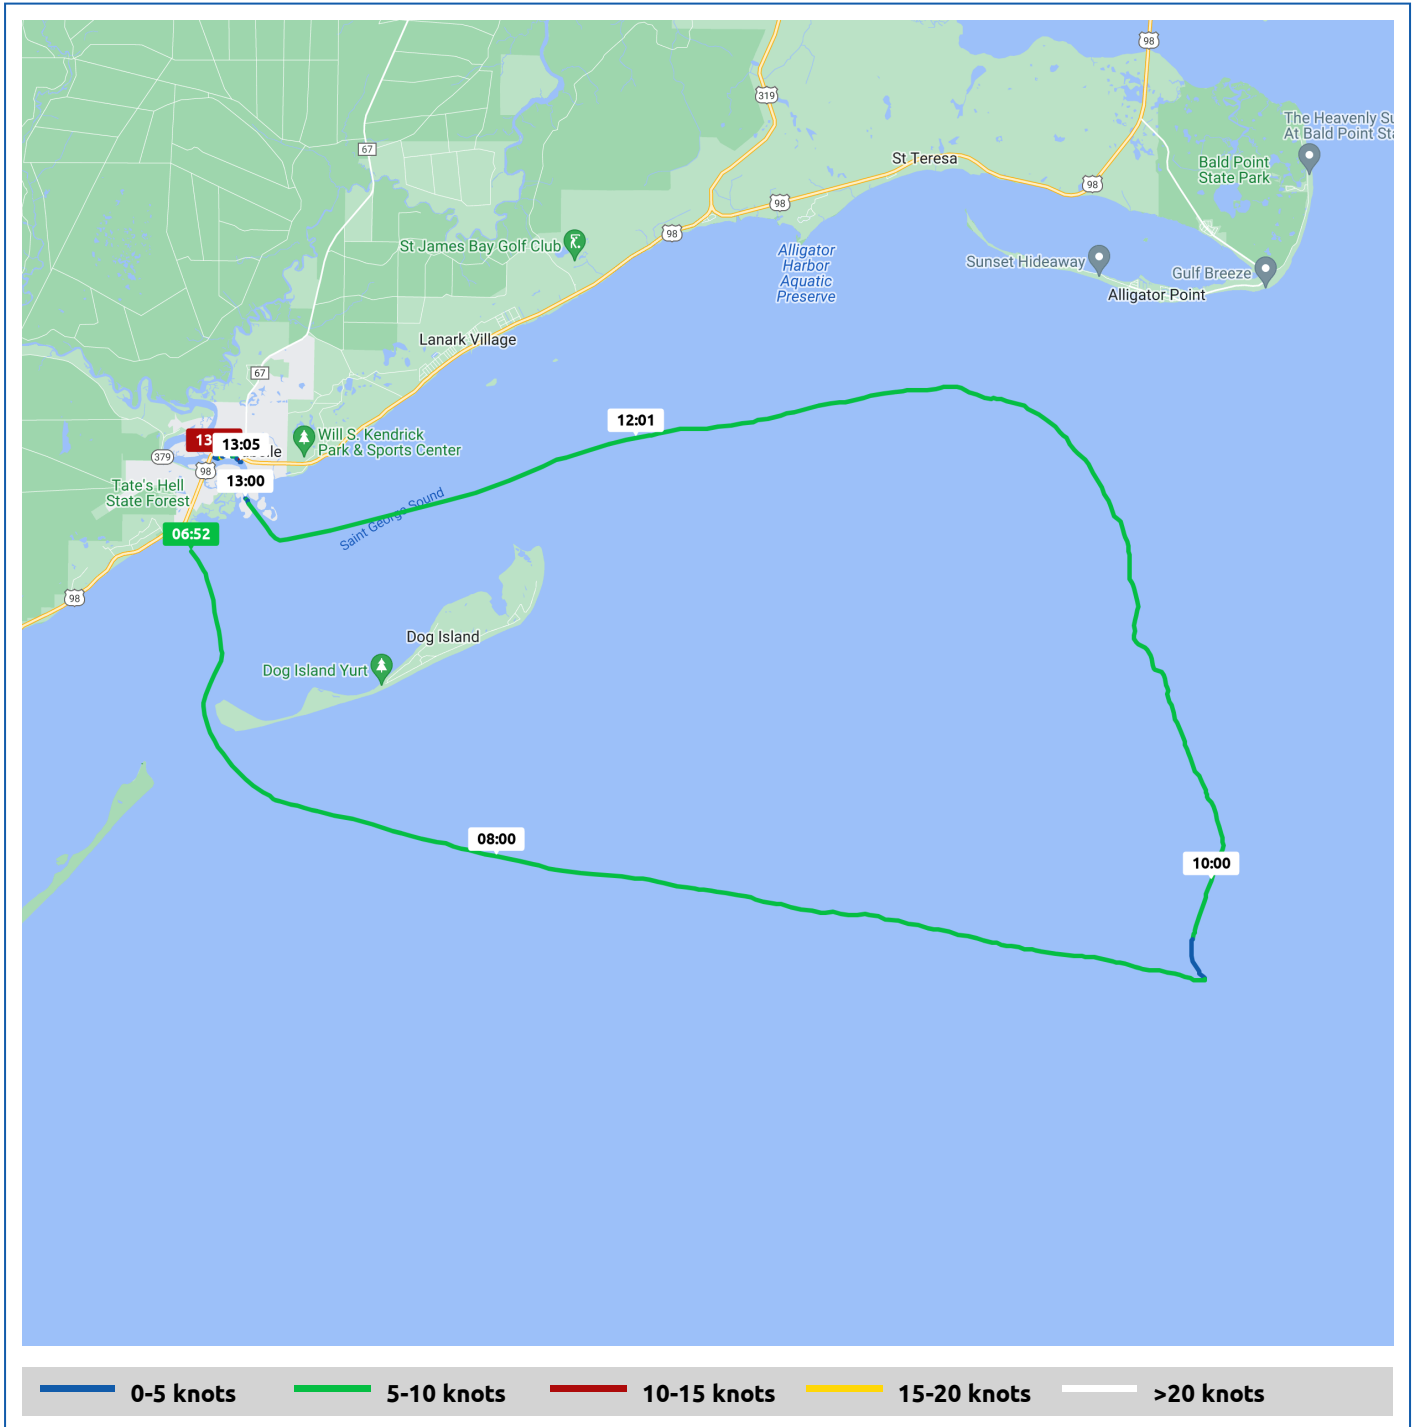 98
319
The Heavenly Su
At Bald Point Sta
67
St Teresa
Bald Point
State Park
98
98
98
St James Bay Golf Club
Alligator
Harbor
Aquatic
Preserve
Sunset Hideaway
Gulf Breeze
Alligator Point
Lanark Village
67
12:01
Will S. Kendrick
Park & Sports Center
13:05
379
98
13:00
Tate's Hell
State Forest
Saint George Sound
06:52
98
Dog Island
Dog Island Yurt
08:00
10:00
0-5 knots
5-10 knots
10-15 knots
15-20 knots
>20 knots